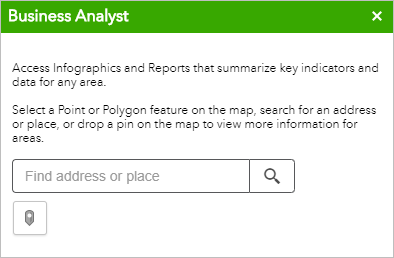 Business Analyst
Access Infographics and Reports that summarize key indicators and
data for any area.
Select a Point or Polygon feature on the map, search for an address
or place, or drop a pin on the map to view more information for
areas.
Find address or place